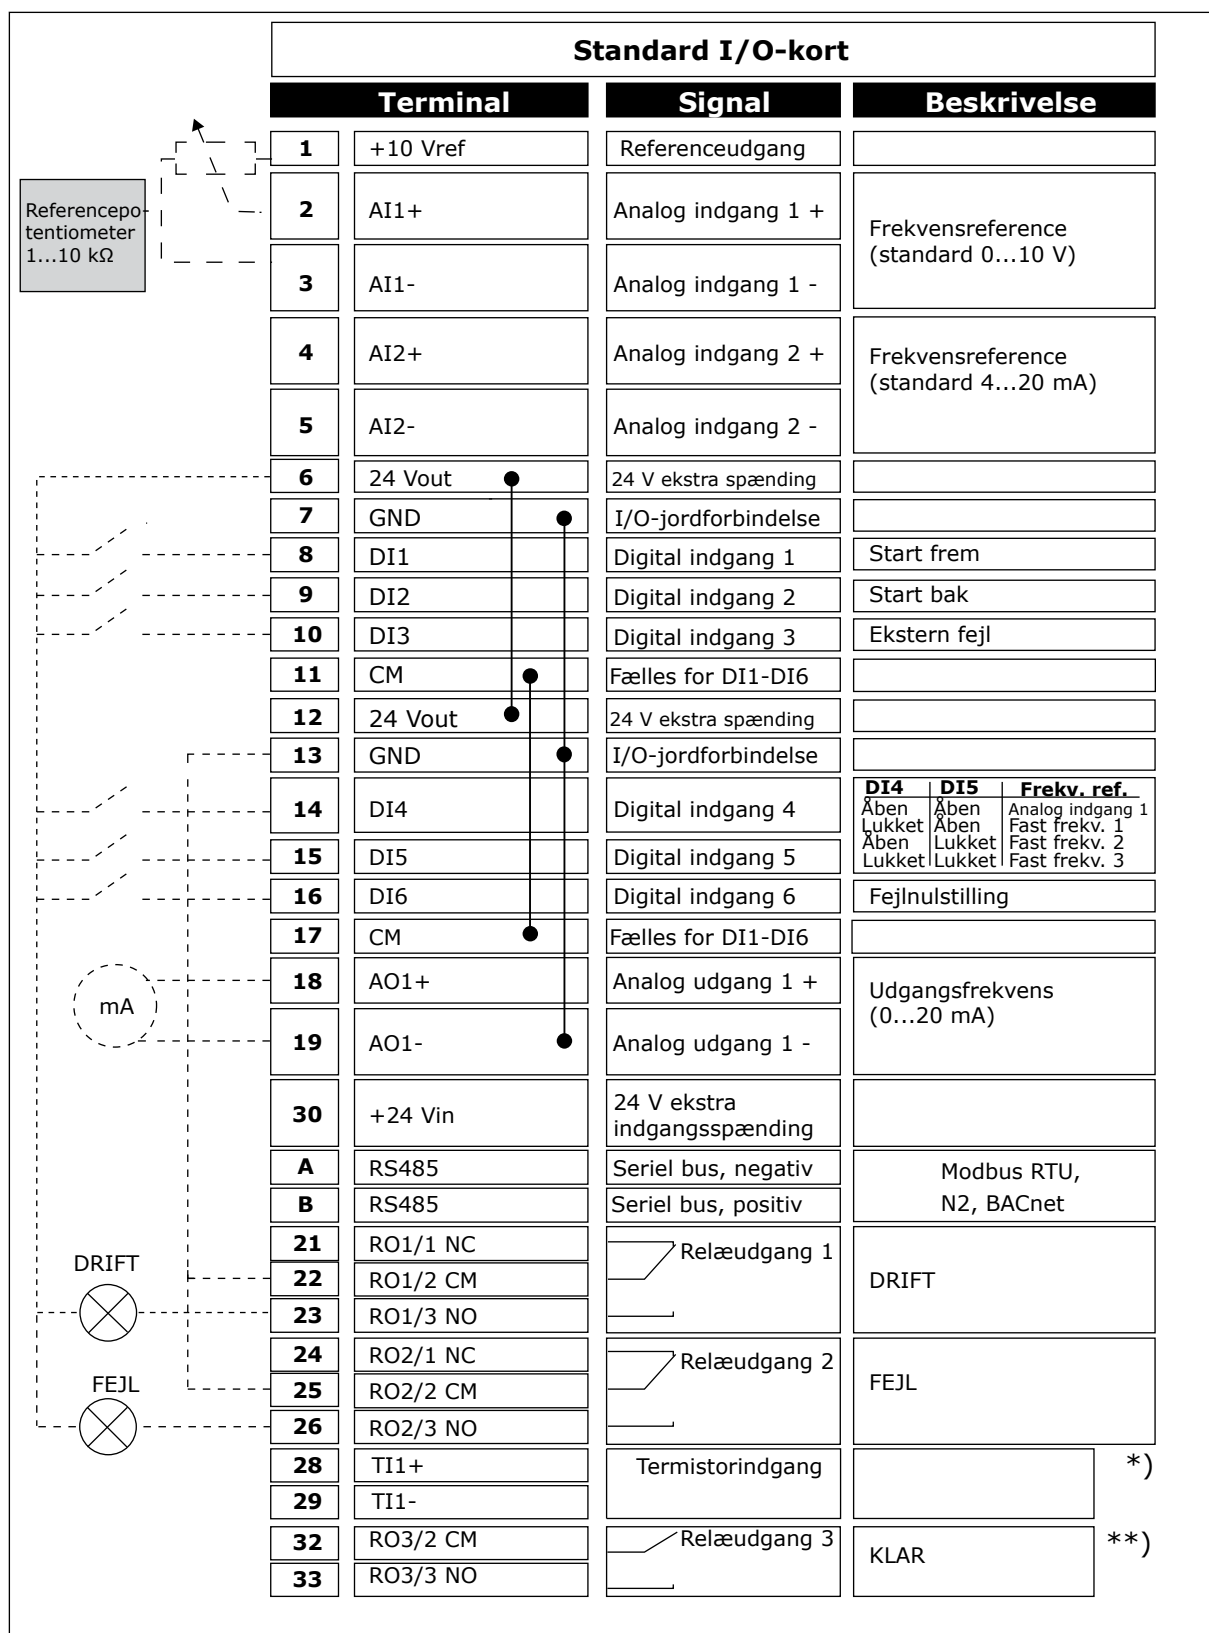 Standard I/O-kort
Terminal Signal Beskrivelse
1 +10 Vref Referenceudgang
Referencepo-
tentiometer
1...10 kΩ
2 AI1+ Analog indgang 1 +
Frekvensreference
(standard 0...10 V)
3 AI1- Analog indgang 1 -
4 AI2+ Analog indgang 2 +
Frekvensreference
(standard 4...20 mA)
5 AI2- Analog indgang 2 -
6 24 Vout 24 V ekstra spænding
7 GND I/O-jordforbindelse
8 DI1 Digital indgang 1 Start frem
9 DI2 Digital indgang 2 Start bak
10 DI3 Digital indgang 3 Ekstern fejl
11 CM Fælles for DI1-DI6
12 24 Vout 24 V ekstra spænding
13 GND I/O-jordforbindelse
14 DI4 Digital indgang 4
DI4 DI5 Frekv. ref.
Åben Åben Analog indgang 1
Lukket Åben Fast frekv. 1
Åben Lukket Fast frekv. 2
Lukket Lukket Fast frekv. 3
15 DI5 Digital indgang 5
16 DI6 Digital indgang 6 Fejlnulstilling
17 CM Fælles for DI1-DI6
18 AO1+ Analog udgang 1 +
Udgangsfrekvens
(0...20 mA)
mA
19 AO1- Analog udgang 1 -
30 +24 Vin 24 V ekstra
indgangsspænding
A RS485 Seriel bus, negativ Modbus RTU,
B RS485 Seriel bus, positiv N2, BACnet
21 RO1/1 NC Relæudgang 1
DRIFT
22 RO1/2 CM DRIFT
23 RO1/3 NO
24 RO2/1 NC Relæudgang 2
FEJL
25 RO2/2 CM FEJL
26 RO2/3 NO
28 TI1+ Termistorindgang *)
29 TI1-
32 RO3/2 CM Relæudgang 3 **)
KLAR
33 RO3/3 NO